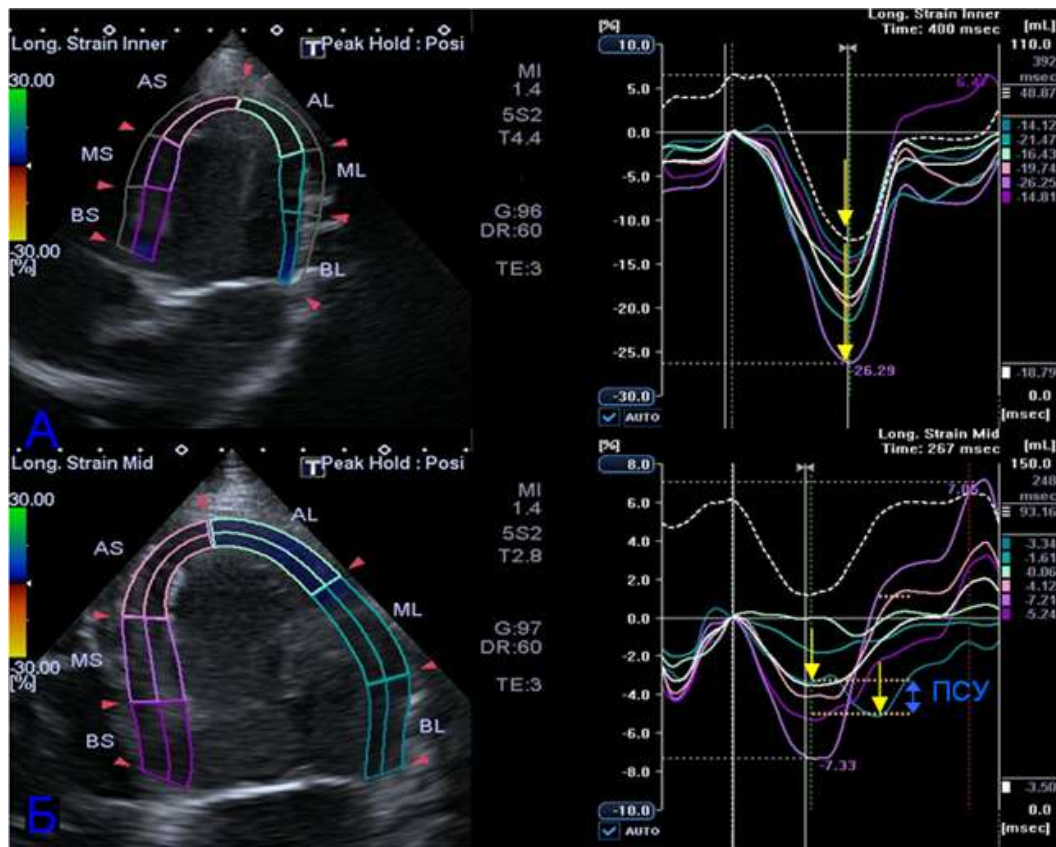 Long. Strain Inner
T Peak Hold : Posi
30.00
-30.00
[%]
AS
AL
MS
ML
BS
BL
MI
1.4
5S2
T4.4
G:96
DR:60
TE:3
А
Long. Strain Inner
Time: 400 msec
[%]
[mL]
10.0
5.0
0.0
-5.0
-10.0
-15.0
-20.0
-25.0
-30.0
AUTO
-26.29
110.0
392
msec
48.87
-14.12
-21.47
-16.43
-19.74
-26.25
-14.81
-18.79
0.0
[msec]
Long. Strain Mid
T Peak Hold : Posi
30.00
-30.00
[%]
AS
AL
MS
ML
BS
BL
MI
1.4
5S2
T2.8
G:97
DR:60
TE:3
Б
Long. Strain Mid
Time: 267 msec
[%]
[mL]
8.0
6.0
4.0
2.0
0.0
-2.0
-4.0
-6.0
-8.0
-10.0
AUTO
7.05
-7.33
ПСУ
150.0
248
msec
93.16
-3.34
-1.61
-0.06
-4.12
-7.21
-5.24
-3.50
0.0
[msec]